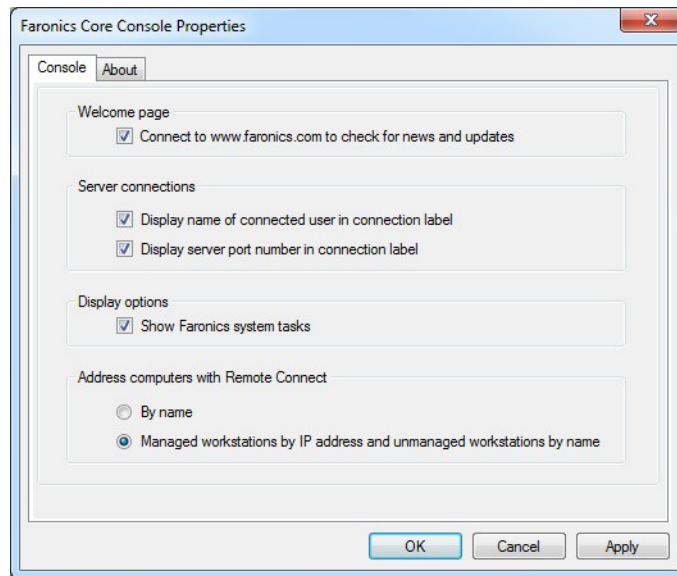 Faronics Core Console Properties
Console About
Welcome page
Connect to www.faronics.com to check for news and updates
Server connections
Display name of connected user in connection label
Display server port number in connection label
Display options
Show Faronics system tasks
Address computers with Remote Connect
By name
Managed workstations by IP address and unmanaged workstations by name
OK Cancel Apply